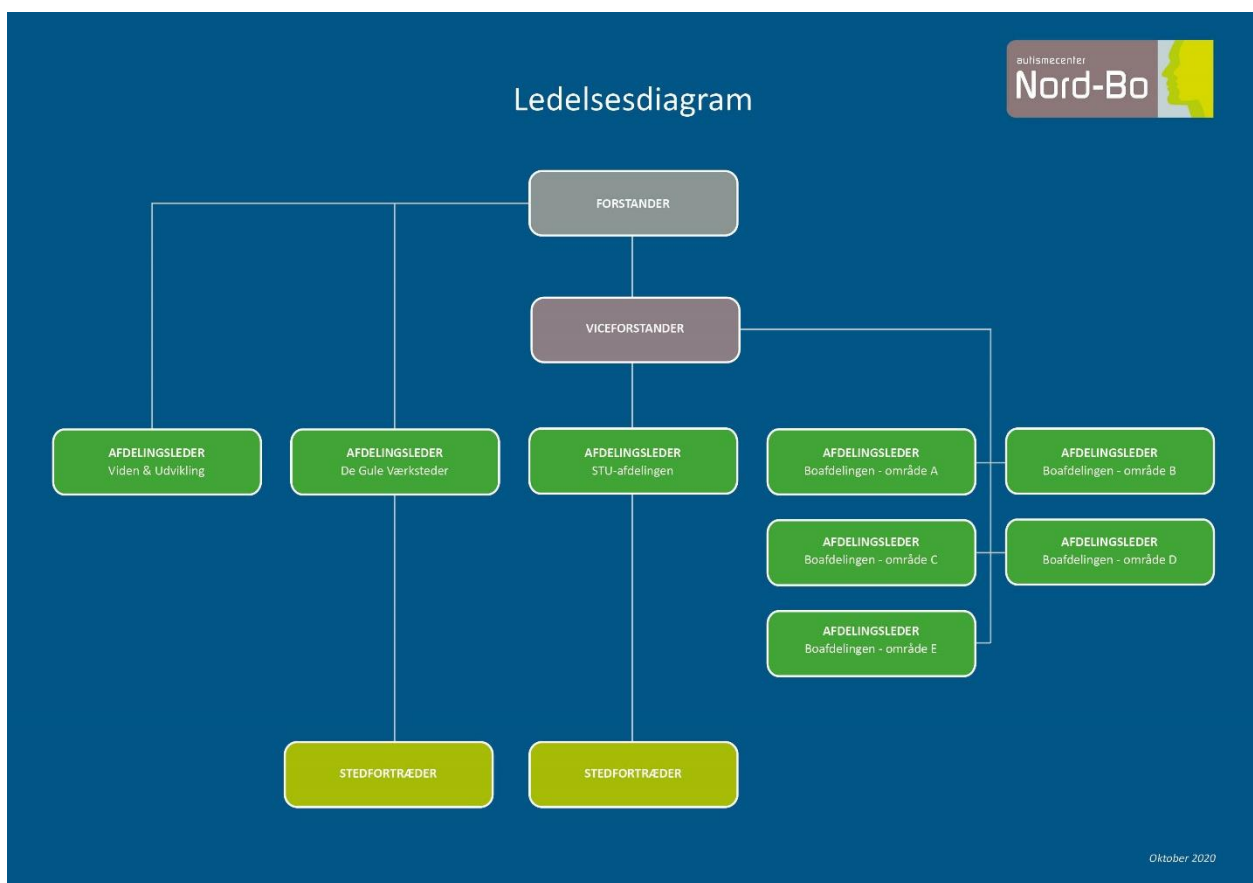 autismecenter
Nord-Bo
Ledelsesdiagram
FORSTANDER
VICEFORSTANDER
AFDELINGSLEDER
Viden & Udvikling
AFDELINGSLEDER
De Gule Værksteder
AFDELINGSLEDER
STU-afdelingen
AFDELINGSLEDER
Boafdelingen - område A
AFDELINGSLEDER
Boafdelingen - område B
AFDELINGSLEDER
Boafdelingen - område C
AFDELINGSLEDER
Boafdelingen - område D
AFDELINGSLEDER
Boafdelingen - område E
STEDFORTRÆDER
STEDFORTRÆDER
Oktober 2020